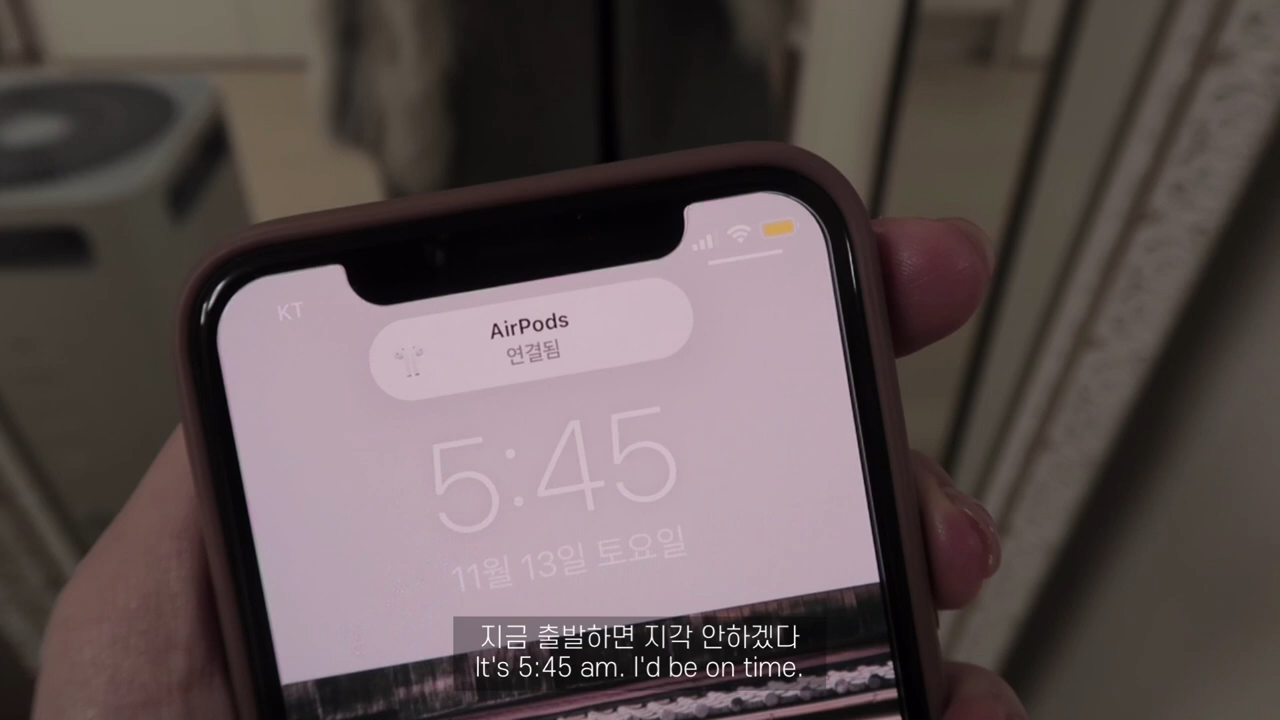 KT
AirPods
연결됨
5:45
11월 13일 토요일
지금 출발하면 지각 안하겠다
It's 5:45 am. I'd be on time.